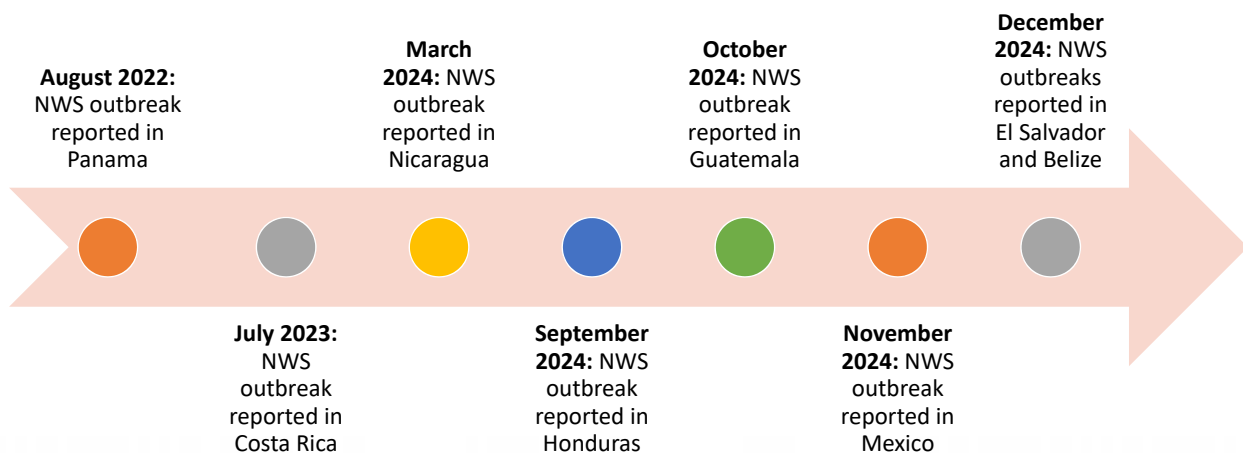 August 2022:
NWS outbreak
reported in
Panama
July 2023:
NWS
outbreak
reported in
Costa Rica
March
2024: NWS
outbreak
reported in
Nicaragua
September
2024: NWS
outbreak
reported in
Honduras
October
2024: NWS
outbreak
reported in
Guatemala
November
2024: NWS
outbreak
reported in
Mexico
December
2024: NWS
outbreaks
reported in
El Salvador
and Belize